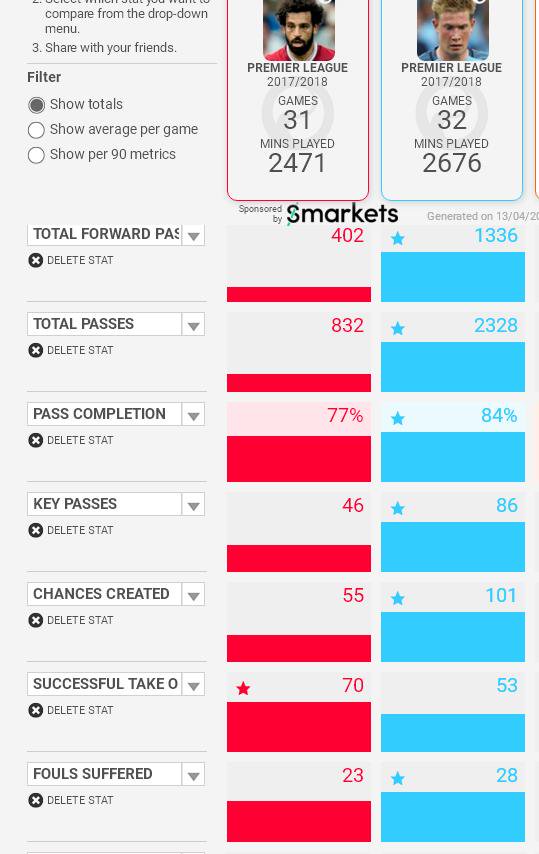 2. Select which stat you want to
compare from the drop-down
menu.
3. Share with your friends.
Filter
Show totals
Show average per game
Show per 90 metrics
PREMIER LEAGUE
2017/2018
GAMES
31
MINS PLAYED
2471
PREMIER LEAGUE
2017/2018
GAMES
32
MINS PLAYED
2676
Sponsored
by
Smarkets
Generated on 13/04/20
TOTAL FORWARD PAS
402
1336
DELETE STAT
TOTAL PASSES
832
2328
DELETE STAT
PASS COMPLETION
77%
84%
DELETE STAT
KEY PASSES
46
86
DELETE STAT
CHANCES CREATED
55
101
DELETE STAT
SUCCESSFUL TAKE O
70
53
DELETE STAT
FOULS SUFFERED
23
28
DELETE STAT